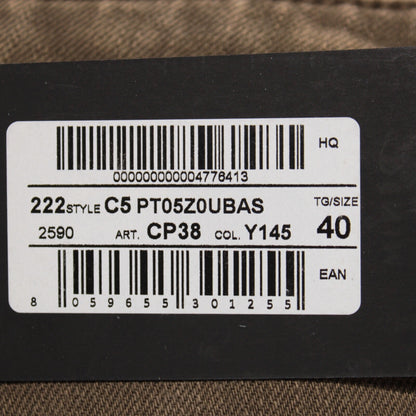 HQ
000000000004776413
222 STYLE C5 PT05Z0UBAS TG/SIZE
2590 ART. CP38 COL. Y145 40
EAN
8 059655 301255